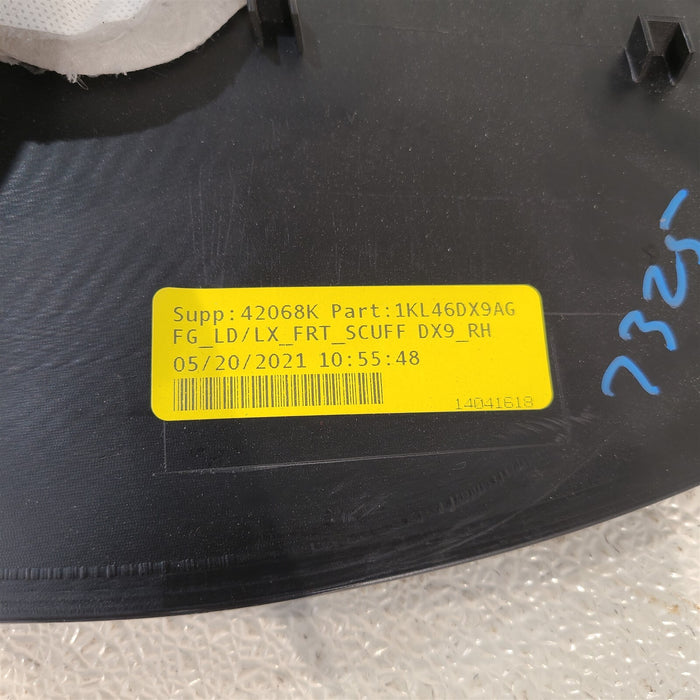 Supp:42068K Part:1KL46DX9AG
FG_LD/LX_FRT_SCUFF DX9_RH
05/20/2021 10:55:48
14041618
7325